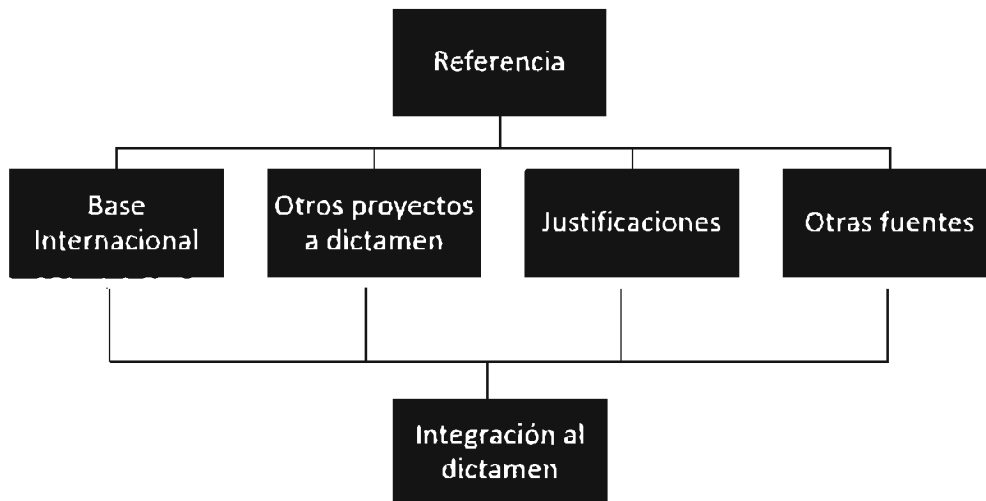 Referencia
Base
Internacional
Otros proyectos
a dictamen
Justificaciones
Otras fuentes
Integración al
dictamen